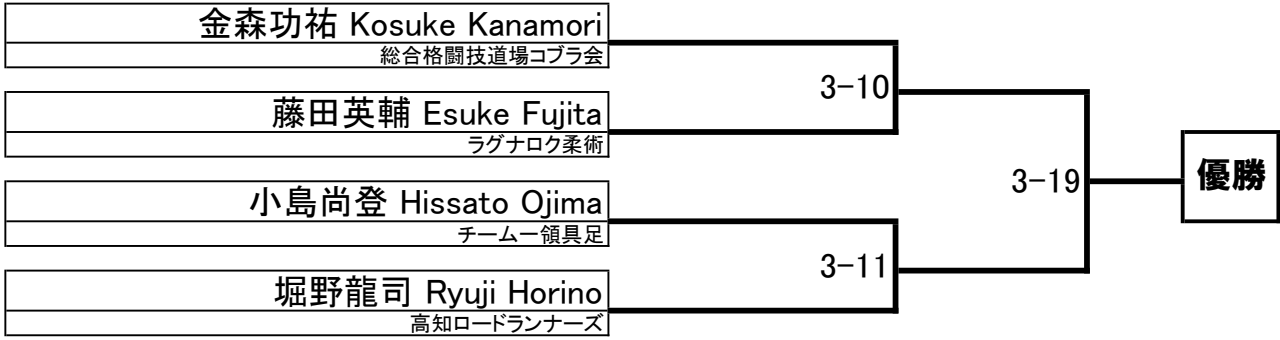 金森功祐 Kosuke Kanamori
総合格闘技道場コブラ会
3-10
藤田英輔 Esuke Fujita
ラグナロク柔術
3-19
優勝
小島尚登 Hissato Ojima
チーム一領具足
3-11
堀野龍司 Ryuji Horino
高知ロードランナーズ